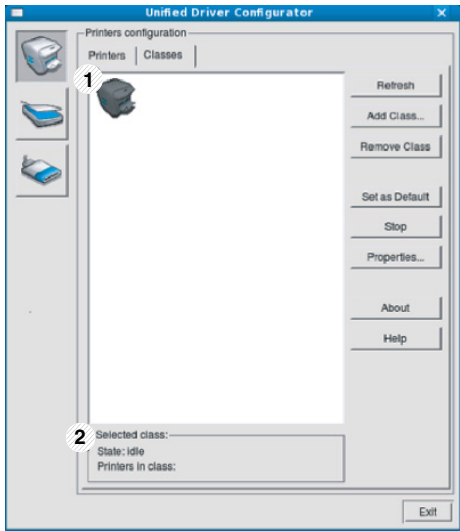 Unified Driver Configurator
Printers configuration
Printers
Classes
1
Refresh
Add Class...
Remove Class
Set as Default
Stop
Properties...
About
Help
2
Selected class:
State: idle
Printers in class:
Exit